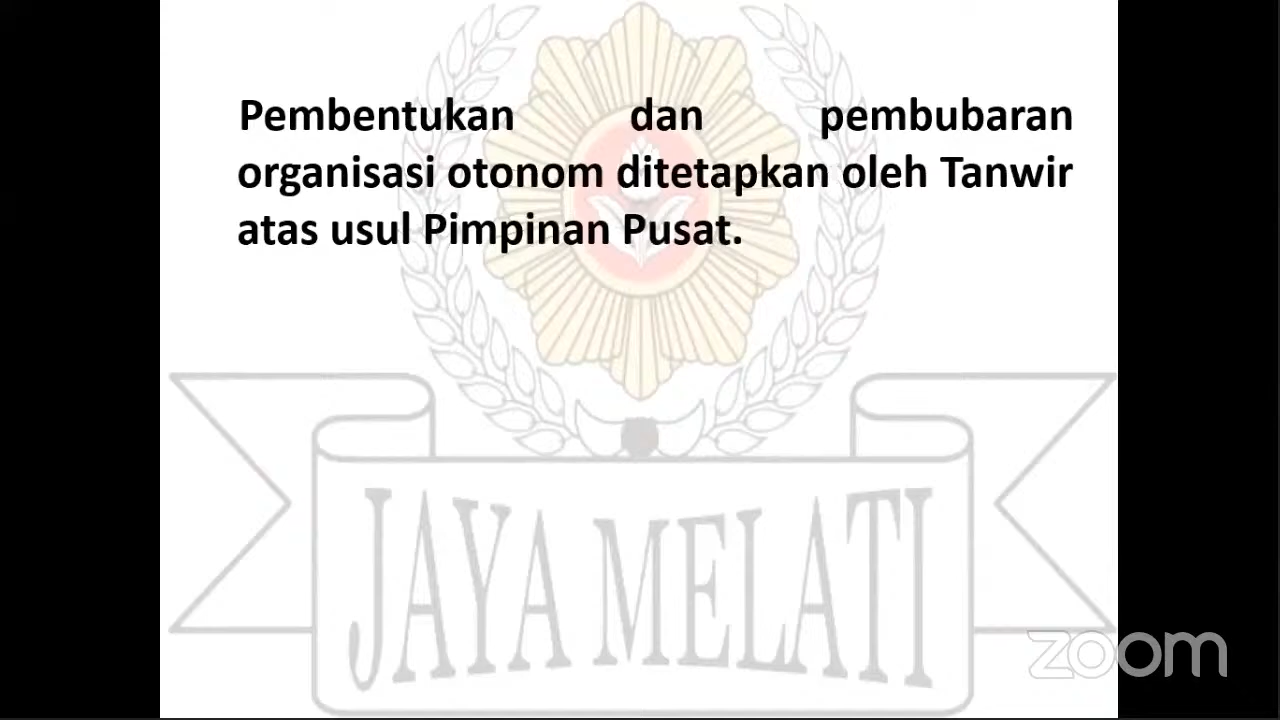 Pembentukan dan pembubaran
organisasi otonom ditetapkan oleh Tanwir
atas usul Pimpinan Pusat.
JAYA MELATI
zoom